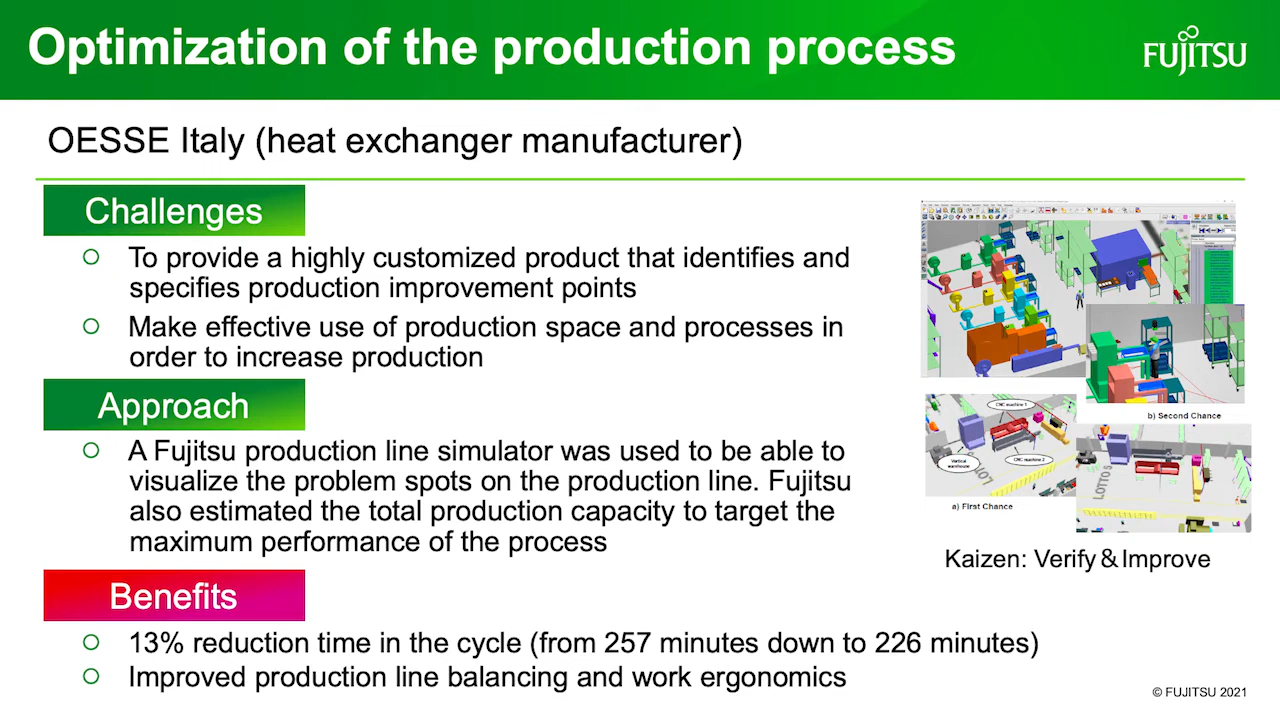 Optimization of the production process
FUJITSU
OESSE Italy (heat exchanger manufacturer)
Challenges
To provide a highly customized product that identifies and
specifies production improvement points
Make effective use of production space and processes in
order to increase production
Approach
A Fujitsu production line simulator was used to be able to
visualize the problem spots on the production line. Fujitsu
also estimated the total production capacity to target the
maximum performance of the process
Benefits
13% reduction time in the cycle (from 257 minutes down to 226 minutes)
Improved production line balancing and work ergonomics
CNC machine 1
Vertical
warehouse
CNC machine 2
a) First Chance
b) Second Chance
LOTTO 5
Kaizen: Verify & Improve
© FUJITSU 2021